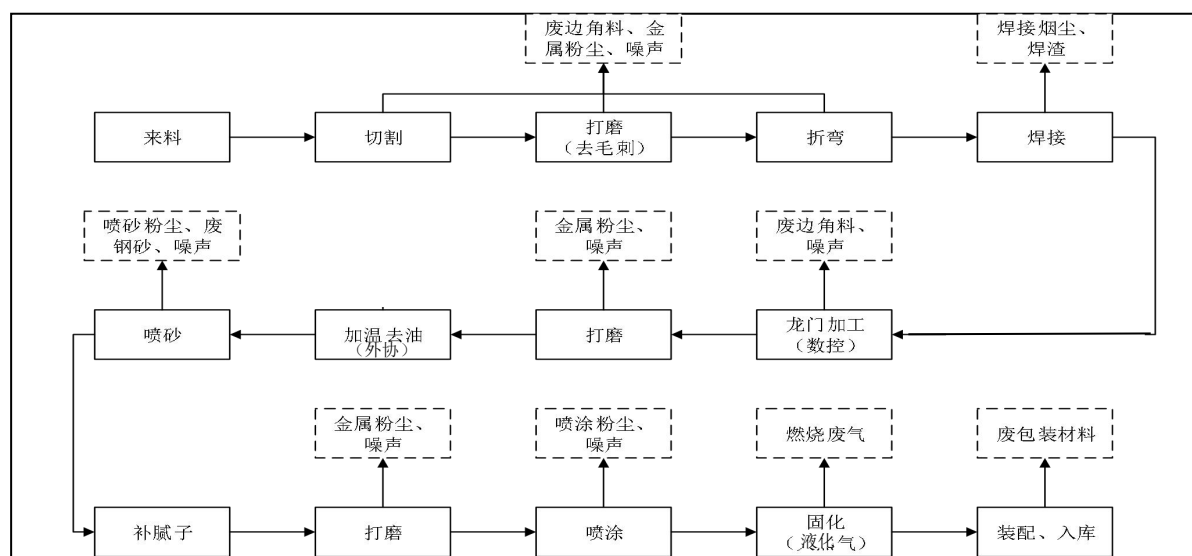 废边角料、金
属粉尘、噪声
焊接烟尘、
焊渣
来料
切割
打磨
（去毛刺）
折弯
焊接
喷砂粉尘、废
钢砂、噪声
金属粉尘、
噪声
废边角料、
噪声
喷砂
加温去油
（外协）
打磨
龙门加工
（数控）
金属粉尘、
噪声
喷涂粉尘、
噪声
燃烧废气
废包装材料
补腻子
打磨
喷涂
固化
（液化气）
装配、入库